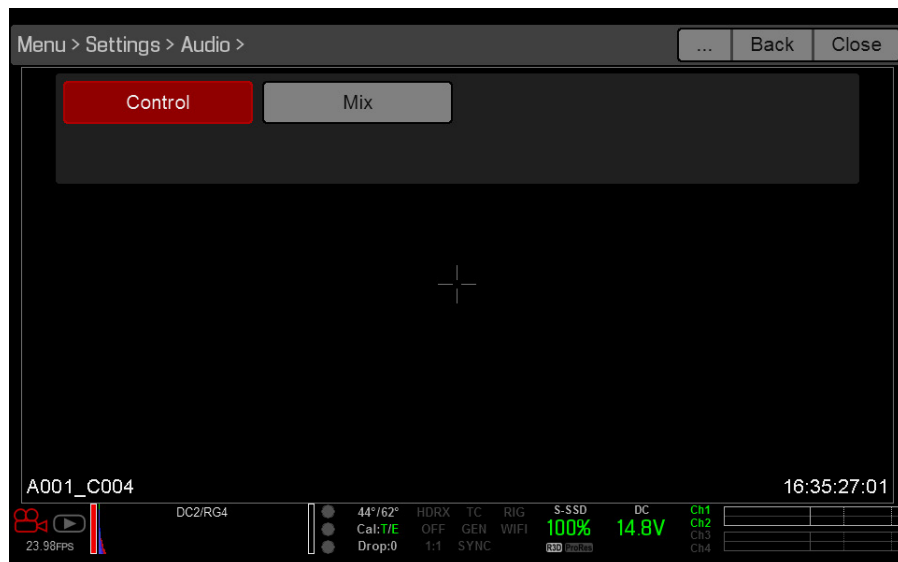 Menu > Settings > Audio >
...
Back
Close
Control
Mix
A001_C004
16:35:27:01
23.98FPS
DC2/RG4
44°/62°
Cal:T/E
Drop:0
HDRX TC RIG
OFF GEN WIFI
1:1 SYNC
S-SSD
100%
R3D ProRes
DC
14.8V
Ch1
Ch2
Ch3
Ch4